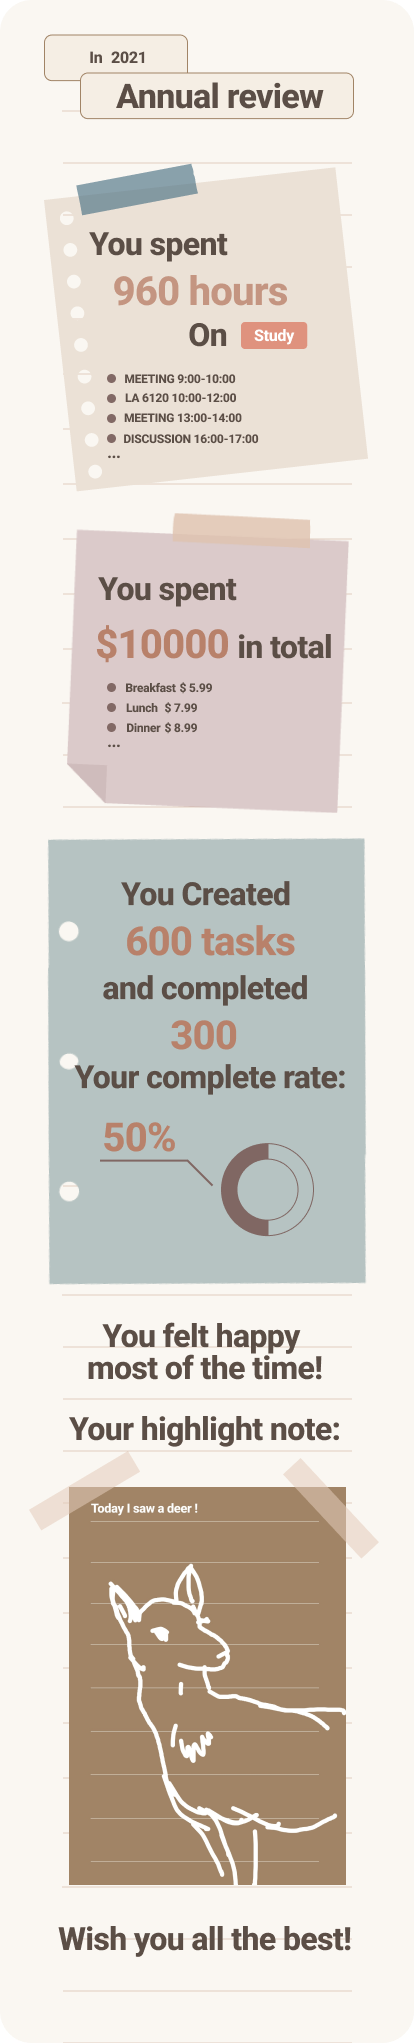 In 2021
Annual review
You spent
960 hours
On Study
MEETING 9:00-10:00
LA 6120 10:00-12:00
MEETING 13:00-14:00
DISCUSSION 16:00-17:00
...
You spent
$10000 in total
Breakfast $ 5.99
Lunch $ 7.99
Dinner $ 8.99
...
You Created
600 tasks
and completed
300
Your complete rate:
50%
You felt happy
most of the time!
Your highlight note:
Today I saw a deer !
Wish you all the best!